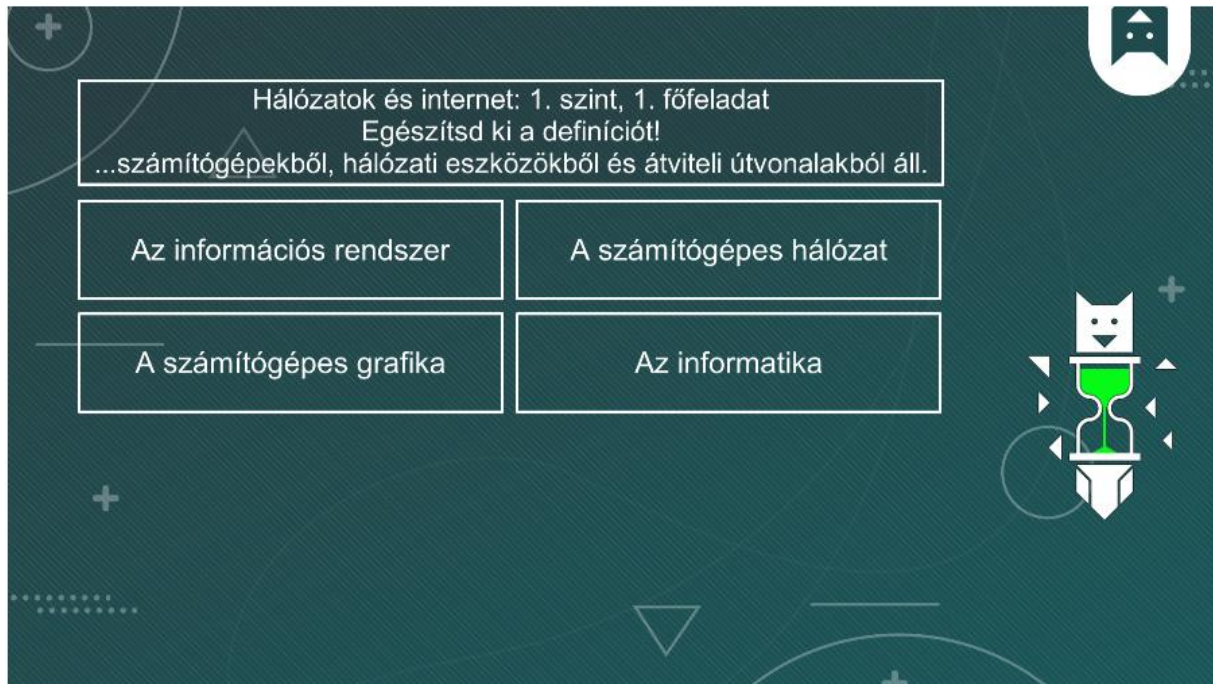 Hálózatok és internet: 1. szint, 1. főfeladat
Egészítsd ki a definíciót!
...számítógépekből, hálózati eszközökből és átviteli útvonalakból áll.
Az információs rendszer
A számítógépes hálózat
A számítógépes grafika
Az informatika